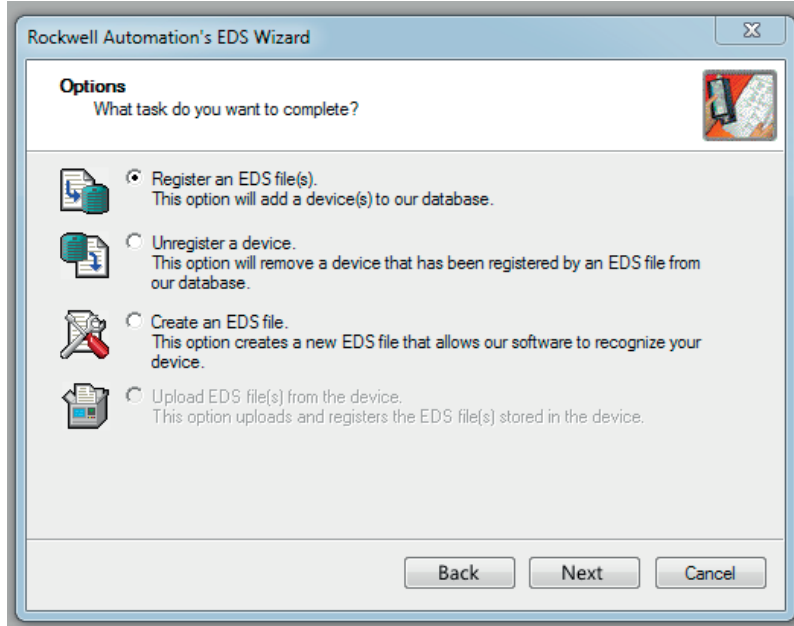 Rockwell Automation's EDS Wizard
Options
What task do you want to complete?
Register an EDS file(s).
This option will add a device(s) to our database.
Unregister a device.
This option will remove a device that has been registered by an EDS file from
our database.
Create an EDS file.
This option creates a new EDS file that allows our software to recognize your
device.
Upload EDS file(s) from the device.
This option uploads and registers the EDS file(s) stored in the device.
Back
Next
Cancel